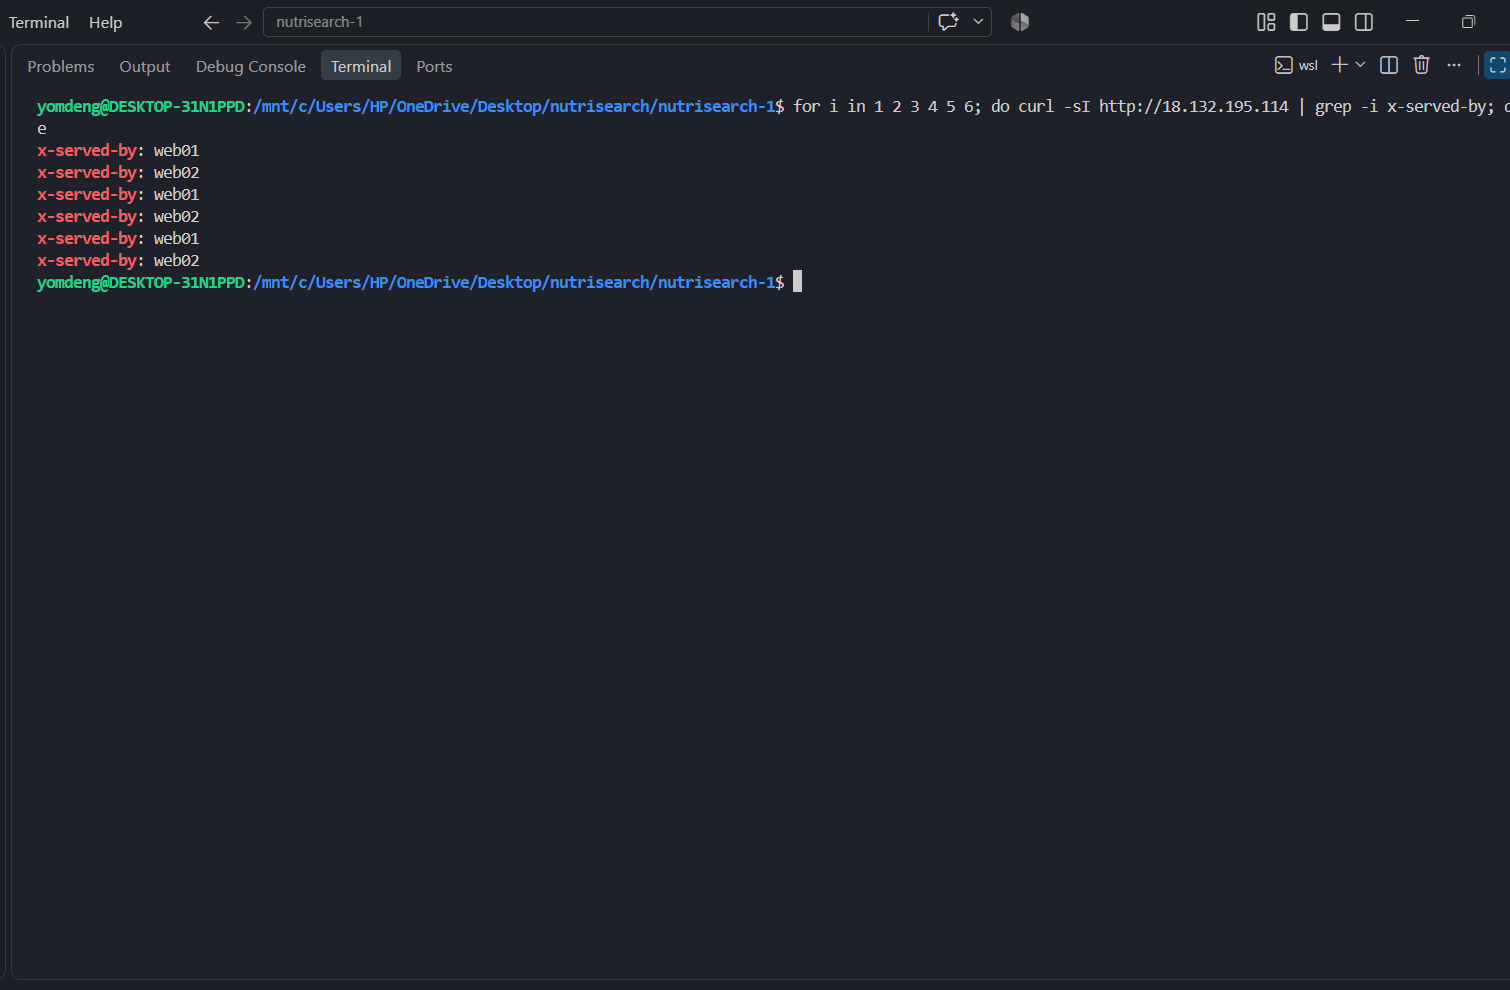 Terminal Help nutrisearch-1
Problems Output Debug Console Terminal Ports wsl
yomdeng@DESKTOP-31N1PPD:/mnt/c/Users/HP/OneDrive/Desktop/nutrisearch/nutrisearch-1$ for i in 1 2 3 4 5 6; do curl -sI http://18.132.195.114 | grep -i x-served-by;
e
x-served-by: web01
x-served-by: web02
x-served-by: web01
x-served-by: web02
x-served-by: web01
x-served-by: web02
yomdeng@DESKTOP-31N1PPD:/mnt/c/Users/HP/OneDrive/Desktop/nutrisearch/nutrisearch-1$